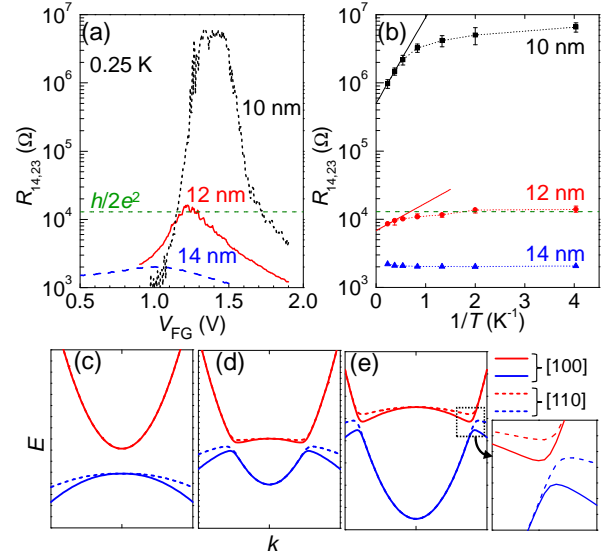 (a)
0.25 K
10 nm
12 nm
14 nm
h/2e²
10⁷
10⁶
10⁵
10⁴
10³
R₁₄,₂₃ (Ω)
0.5 1.0 1.5 2.0
V_FG (V)
(b)
10 nm
12 nm
14 nm
10⁷
10⁶
10⁵
10⁴
10³
R₁₄,₂₃ (Ω)
0 1 2 3 4
1/T (K⁻¹)
(c) (d) (e)
[100]
[110]
E
k